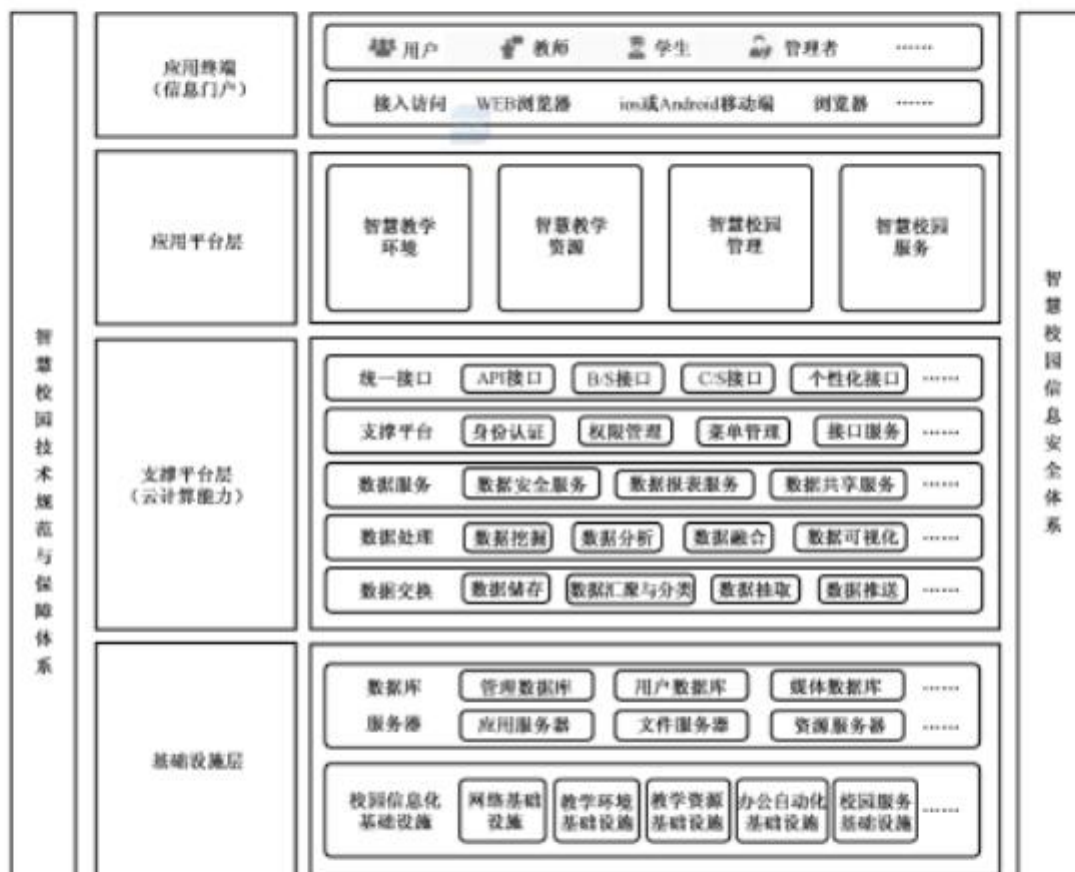 应用终端
（信息门户）
用户 教师 学生 管理者 ……
接入访问 WEB浏览器 ios或Android移动端 浏览器 ……
应用平台层
智慧教学
环境
智慧教学
资源
智慧校园
管理
智慧校园
服务
支撑平台层
（云计算能力）
统一接口 API接口 B/S接口 C/S接口 个性化接口 ……
支撑平台 身份认证 权限管理 菜单管理 接口服务 ……
数据服务 数据安全服务 数据报表服务 数据共享服务 ……
数据处理 数据挖掘 数据分析 数据融合 数据可视化 ……
数据交换 数据储存 数据汇聚与分类 数据抽取 数据推送 ……
基础设施层
数据库 管理数据库 用户数据库 媒体数据库 ……
服务器 应用服务器 文件服务器 资源服务器 ……
校园信息化
基础设施
网络基础
设施
教学环境
基础设施
教学资源
基础设施
办公自动化
基础设施
校园服务
基础设施
……
智慧校园技术规范与保障体系
智慧校园信息安全体系